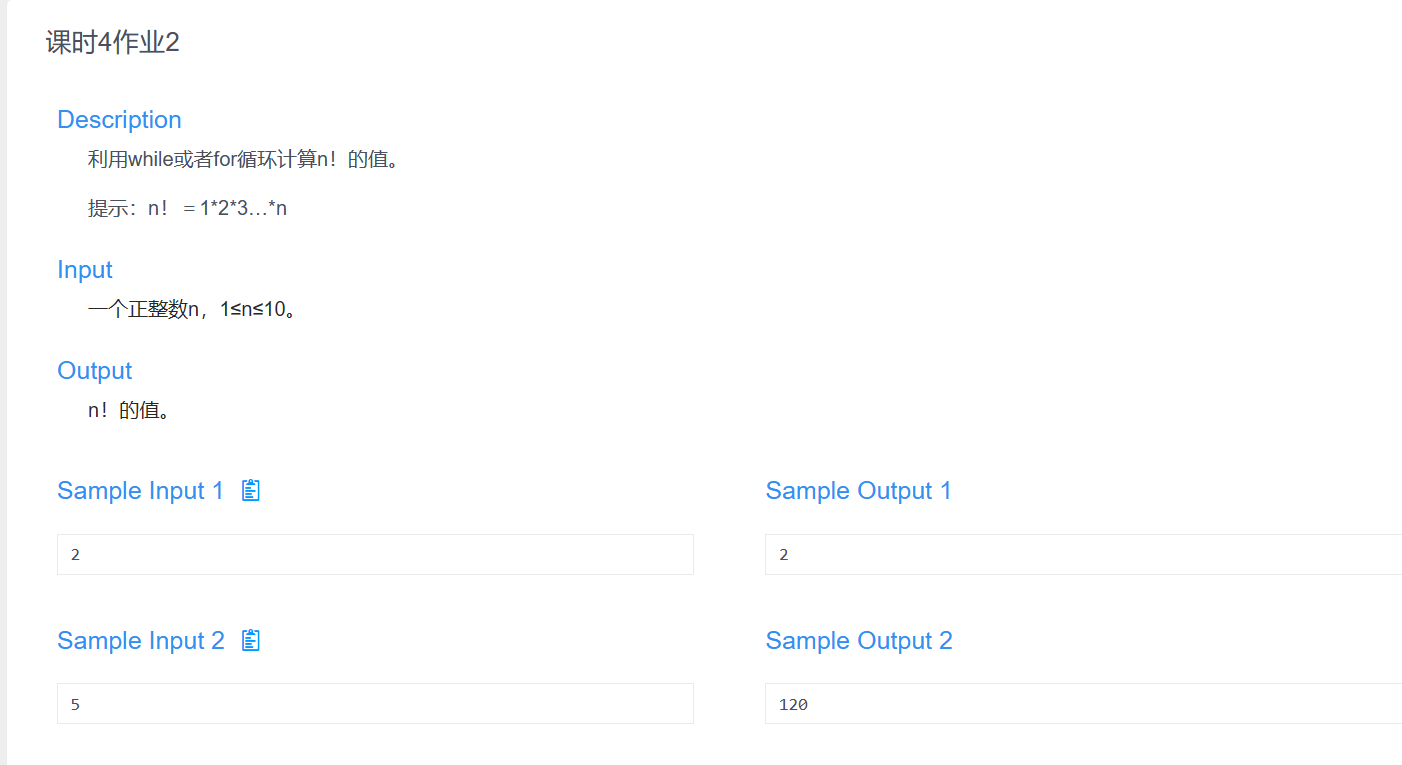 课时4作业2
Description
利用while或者for循环计算n！的值。
提示：n！＝1*2*3…*n
Input
一个正整数n，1≤n≤10。
Output
n！的值。
Sample Input 1
Sample Output 1
2
2
Sample Input 2
Sample Output 2
5
120